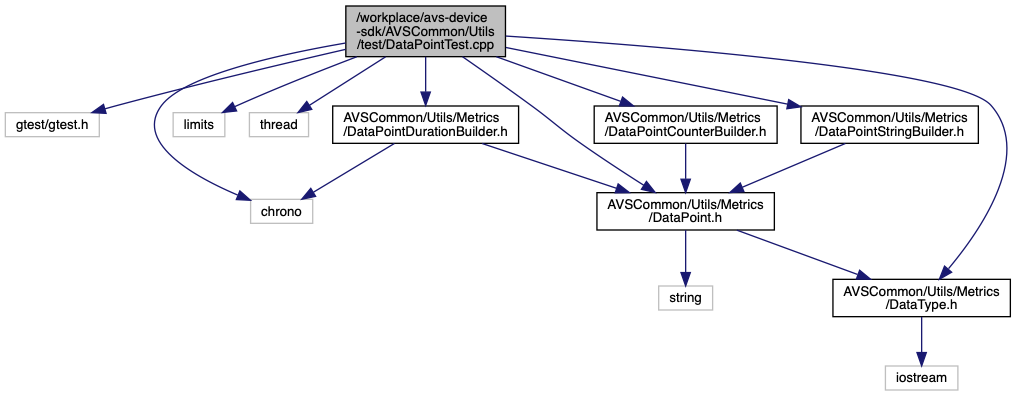 /workplace/avs-device
-sdk/AVSCommon/Utils
/test/DataPointTest.cpp
gtest/gtest.h
limits
thread
AVSCommon/Utils/Metrics
/DataPointDurationBuilder.h
AVSCommon/Utils/Metrics
/DataPointCounterBuilder.h
AVSCommon/Utils/Metrics
/DataPointStringBuilder.h
chrono
AVSCommon/Utils/Metrics
/DataPoint.h
string
AVSCommon/Utils/Metrics
/DataType.h
iostream